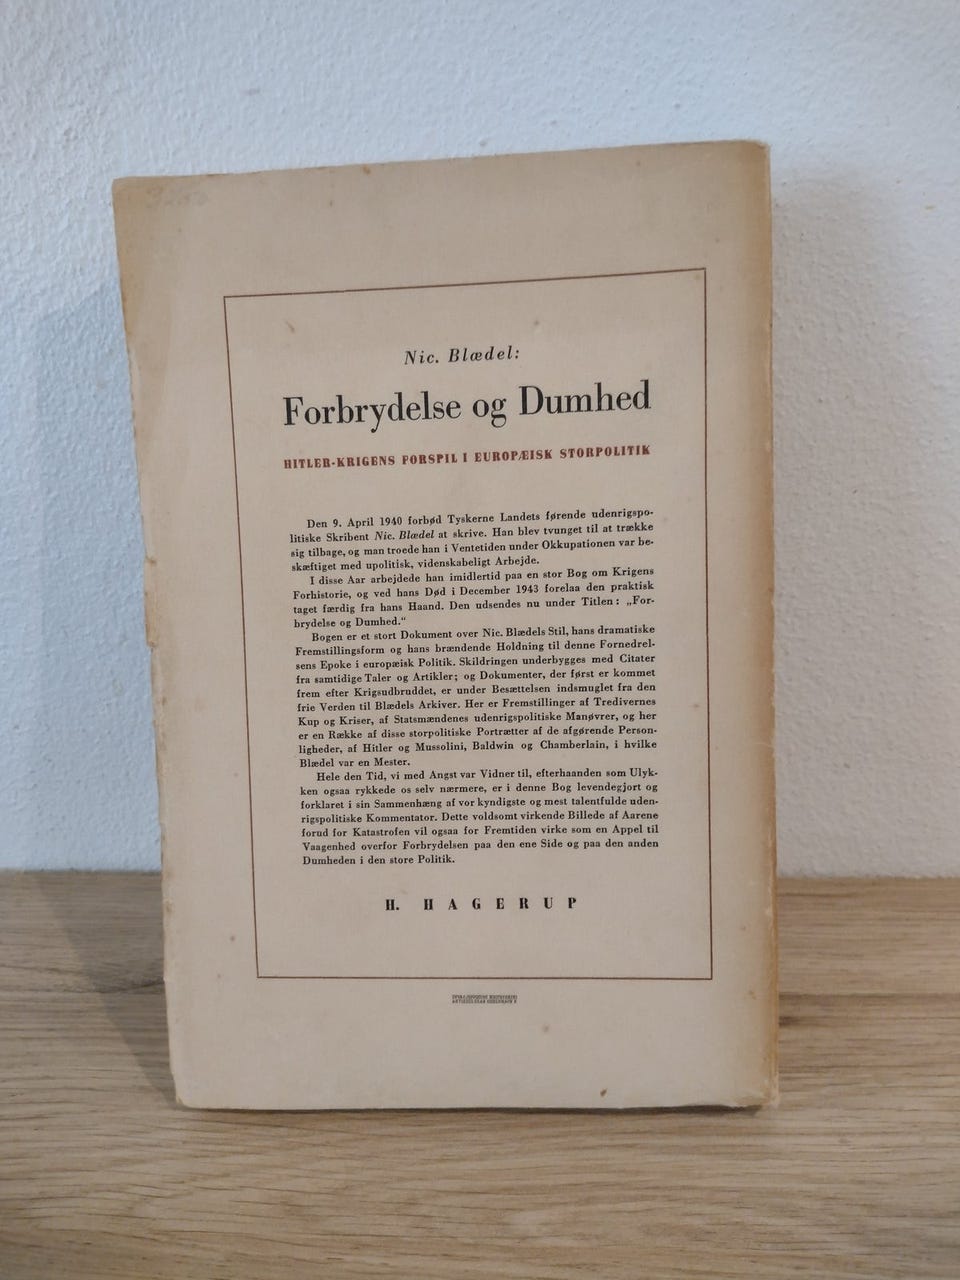 Nic. Blædel:
Forbrydelse og Dumhed
HITLER-KRIGENS FORSPIL I EUROPÆISK STORPOLITIK
Den 9. April 1940 forbød Tyskerne Landets førende udenrigspo-
litiske Skribent Nic. Blædel at skrive. Han blev tvunget til at trække
sig tilbage, og man troede han i Ventetiden under Okkupationen var be-
skæftiget med upolitisk, videnskabeligt Arbejde.
I disse Aar arbejdede han imidlertid paa en stor Bog om Krigens
Forhistorie, og ved hans Død i December 1943 forelaa den praktisk
taget færdig fra hans Haand. Den udsendes nu under Titlen: „For-
brydelse og Dumhed.“
Bogen er et stort Dokument over Nic. Blædels Stil, hans dramatiske
Fremstillingsform og hans brændende Holdning til denne Fornedrel-
sens Epoke i europæisk Politik. Skildringen underbygges med Citater
fra samtidige Taler og Artikler; og Dokumenter, der først er kommet
frem efter Krigsudbruddet, er under Besættelsen indsmuglet fra den
frie Verden til Blædels Arkiver. Her er Fremstillinger af Tredivernes
Kup og Kriser, af Statsmændenes udenrigspolitiske Manøvrer, og her
er en Række af disse storpolitiske Portrætter af de afgørende Person-
ligheder, af Hitler og Mussolini, Baldwin og Chamberlain, i hvilke
Blædel var en Mester.
Hele den Tid, vi med Angst var Vidner til, efterhaanden som Ulyk-
ken ogsaa rykkede os selv nærmere, er i denne Bog levendegjort og
forklaret i sin Sammenhæng af vor kyndigste og mest talentfulde uden-
rigspolitiske Kommentator. Dette voldsomt virkende Billede af Aarene
forud for Katastrofen vil ogsaa for Fremtiden virke som en Appel til
Vaagenhed overfor Forbrydelsen paa den ene Side og paa den anden
Dumheden i den store Politik.
H. HAGERUP